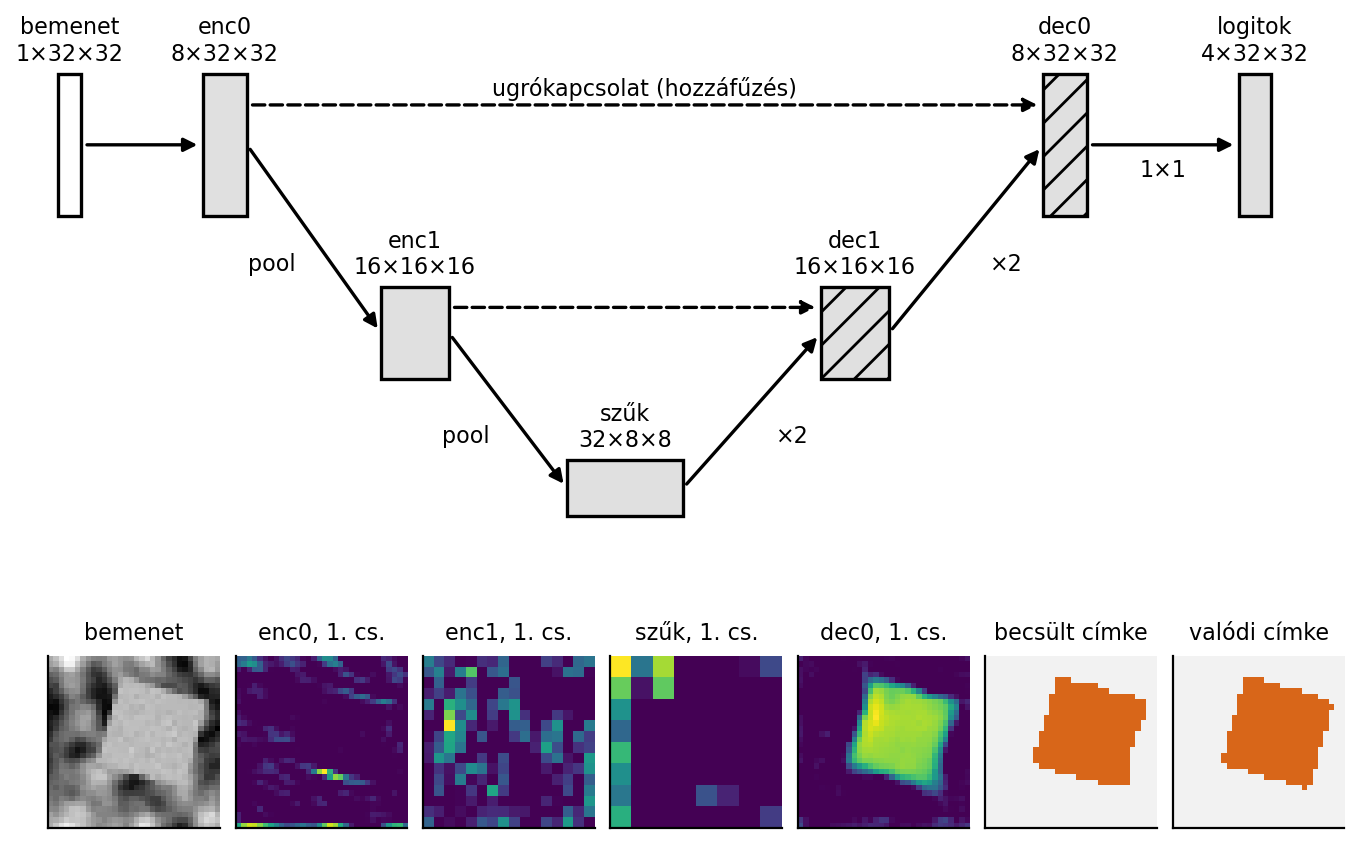 bemenet
1×32×32
enc0
8×32×32
dec0
8×32×32
logitok
4×32×32
ugrókapcsolat (hozzáfűzés)
1×1
enc1
16×16×16
dec1
16×16×16
pool
×2
szűk
32×8×8
pool
×2
bemenet
enc0, 1. cs.
enc1, 1. cs.
szűk, 1. cs.
dec0, 1. cs.
becsült címke
valódi címke